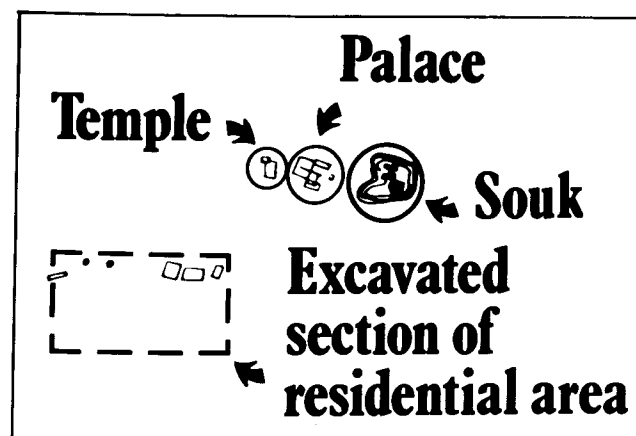 Palace
Temple
Souk
Excavated
section of
residential area